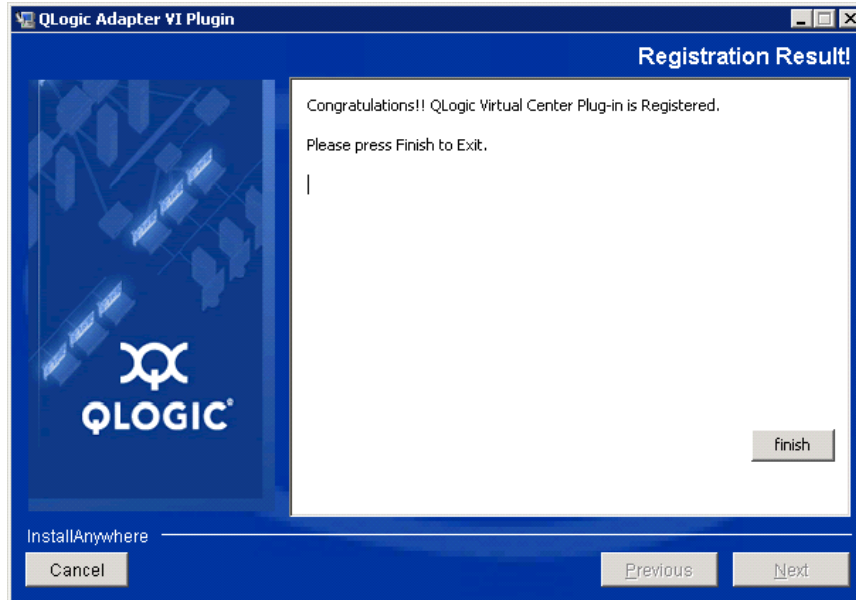 QLogic Adapter VI Plugin
Registration Result!
Congratulations!! QLogic Virtual Center Plug-in is Registered.
Please press Finish to Exit.
QLOGIC
finish
InstallAnywhere
Cancel
Previous
Next